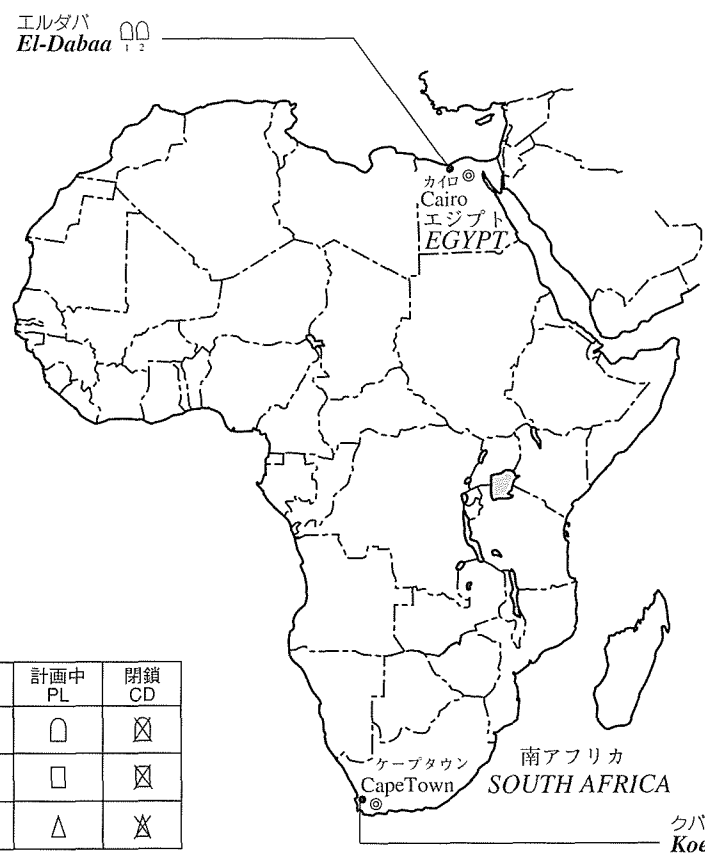 エルダバ
El-Dabaa
1 2
カイロ
Cairo
エジプト
EGYPT
計画中
PL
閉鎖
CD
ケープタウン
CapeTown
南アフリカ
SOUTH AFRICA
クバ
Koe